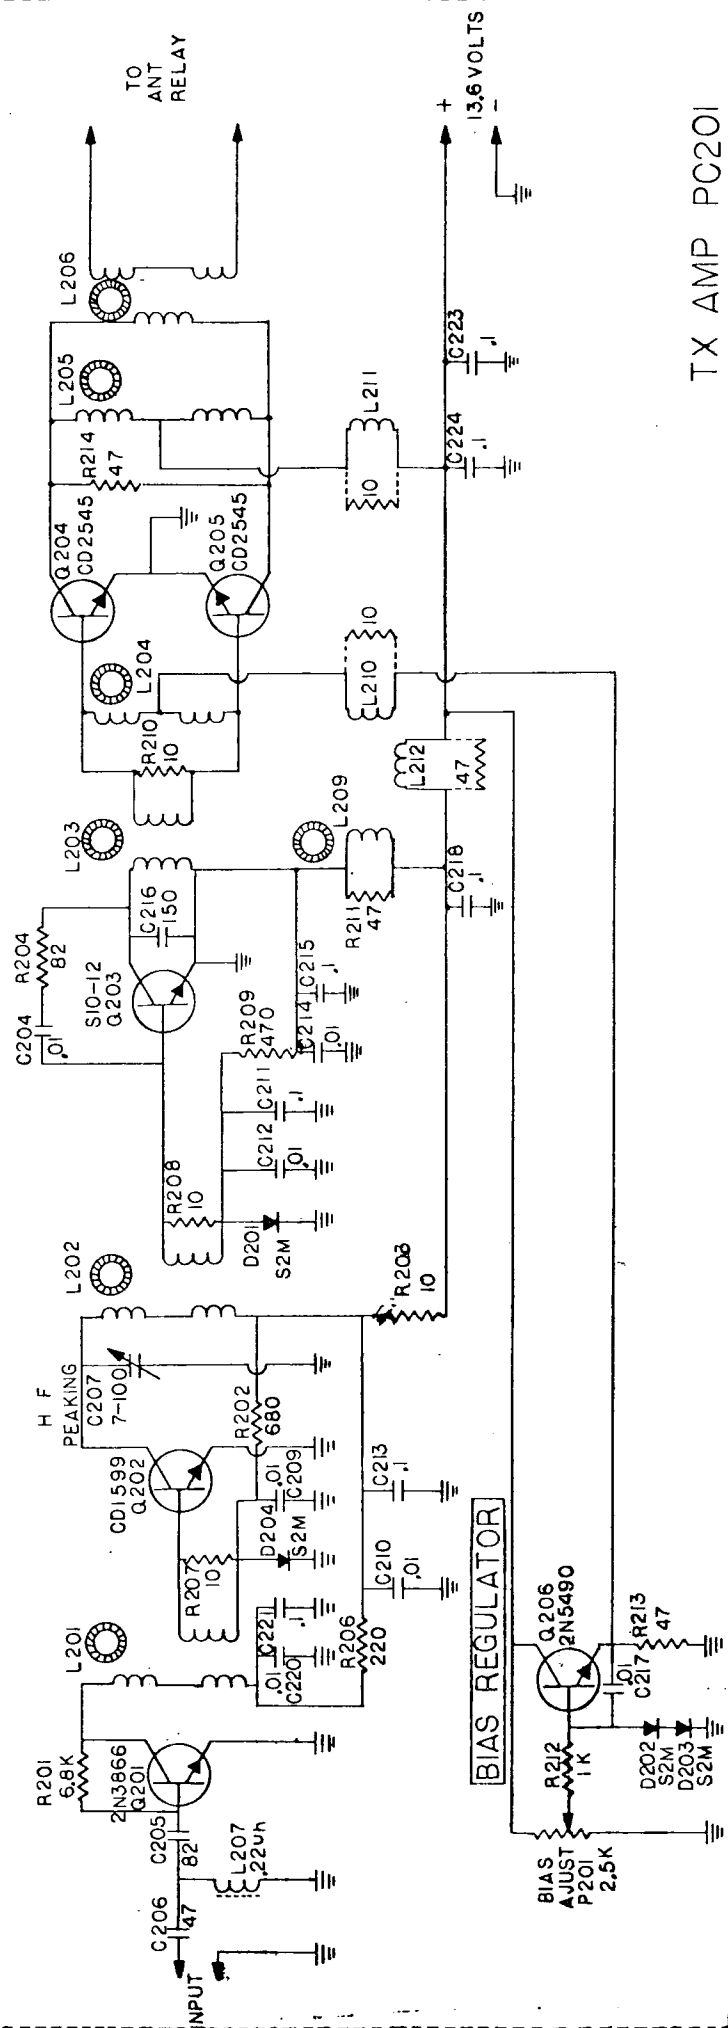 TX AMP PC201
INPUT
C206
47
C205
82
L207
.22uh
R201
6.8K
2N3866
Q201
L201
C220
.01
C221
.1
R206
220
R207
10
D204
S2M
C209
.01
R202
680
C210
.01
C213
.1
CD1599
Q202
H F
PEAKING
C207
7-100
L202
10
R208
10
D201
S2M
C212
.01
C211
.1
R209
470
C214
.01
C215
.1
C204
.01
R204
82
S10-12
Q203
C216
150
L203
L209
R211
47
C218
.1
L212
47
R210
10
L204
L210
10
Q204
CD2545
Q205
CD2545
R214
47
L205
L206
L211
10
C224
.1
C223
.1
TO
ANT
RELAY
+
13.6 VOLTS
-
BIAS REGULATOR
BIAS
AJUST
P201
2.5K
R212
1K
Q206
2N5490
R213
47
C217
.01
D202
S2M
D203
S2M